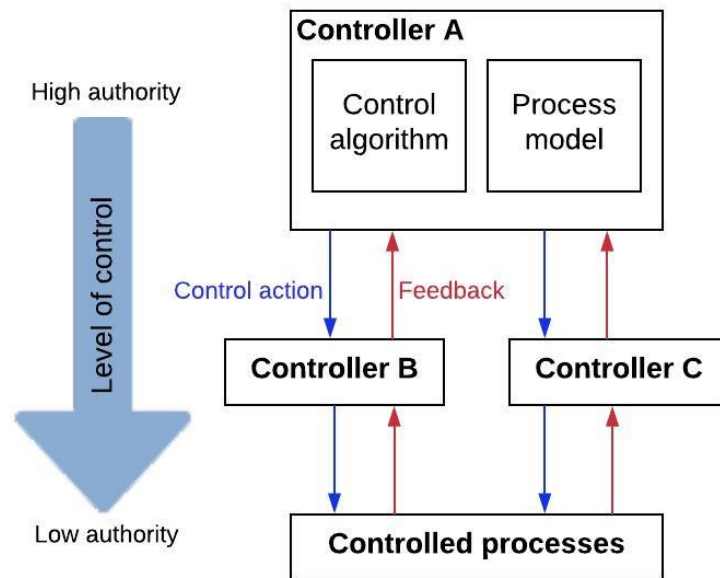 Controller A
High authority
Control
algorithm
Process
model
Level of control
Control action
Feedback
Controller B
Controller C
Low authority
Controlled processes